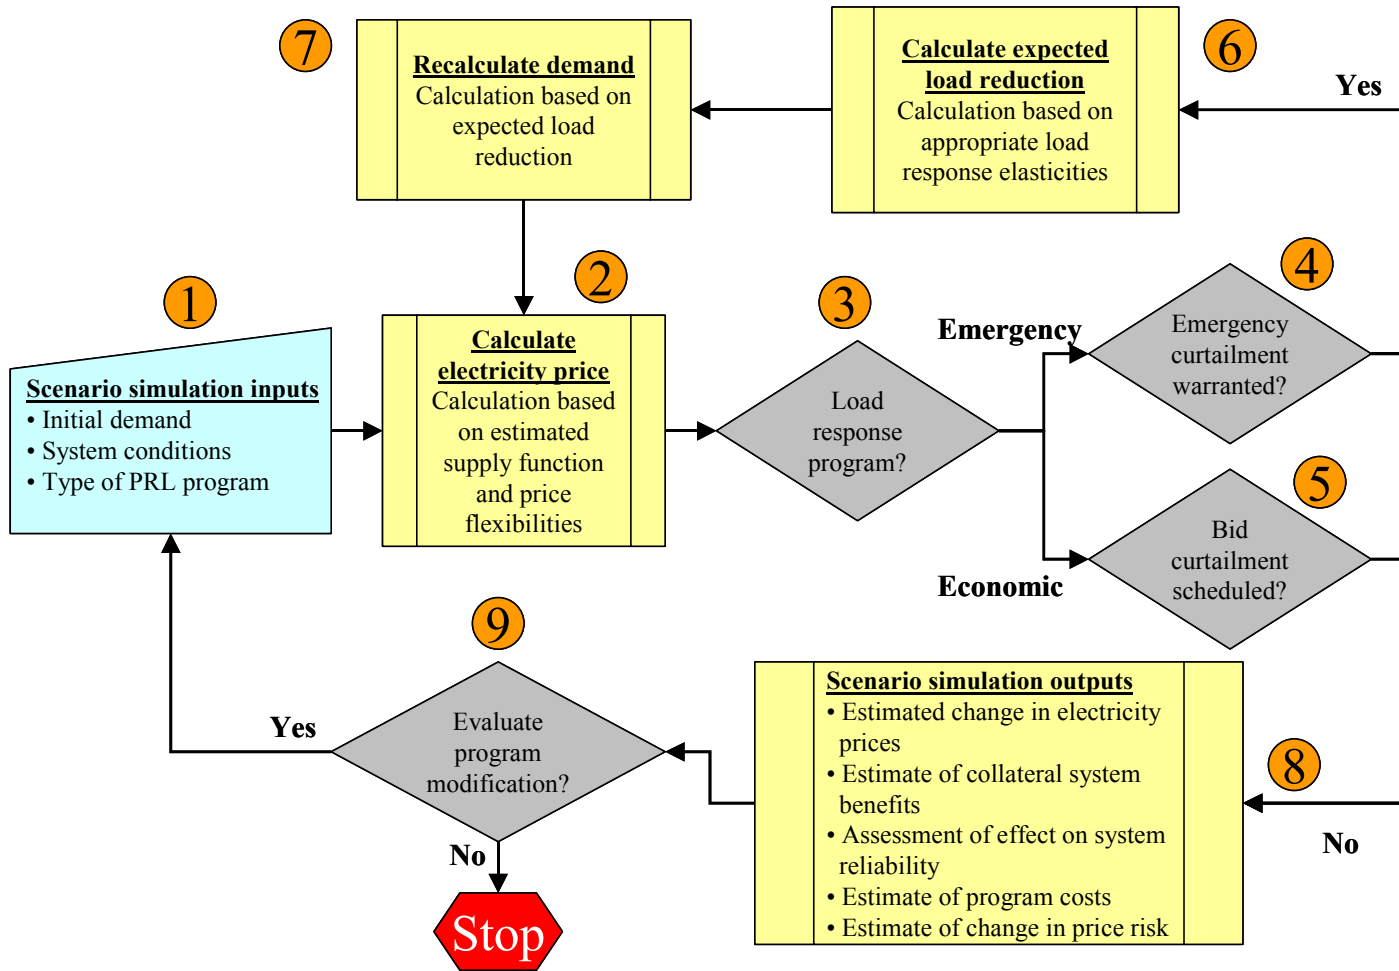 7
Recalculate demand
Calculation based on
expected load
reduction
Calculate expected
load reduction
Calculation based on
appropriate load
response elasticities
6
Yes
1
Scenario simulation inputs
• Initial demand
• System conditions
• Type of PRL program
2
Calculate
electricity price
Calculation based
on estimated
supply function
and price
flexibilities
3
Load
response
program?
Emergency
4
Emergency
curtailment
warranted?
Economic
5
Bid
curtailment
scheduled?
9
Evaluate
program
modification?
Yes
No
Stop
Scenario simulation outputs
• Estimated change in electricity
prices
• Estimate of collateral system
benefits
• Assessment of effect on system
reliability
• Estimate of program costs
• Estimate of change in price risk
8
No